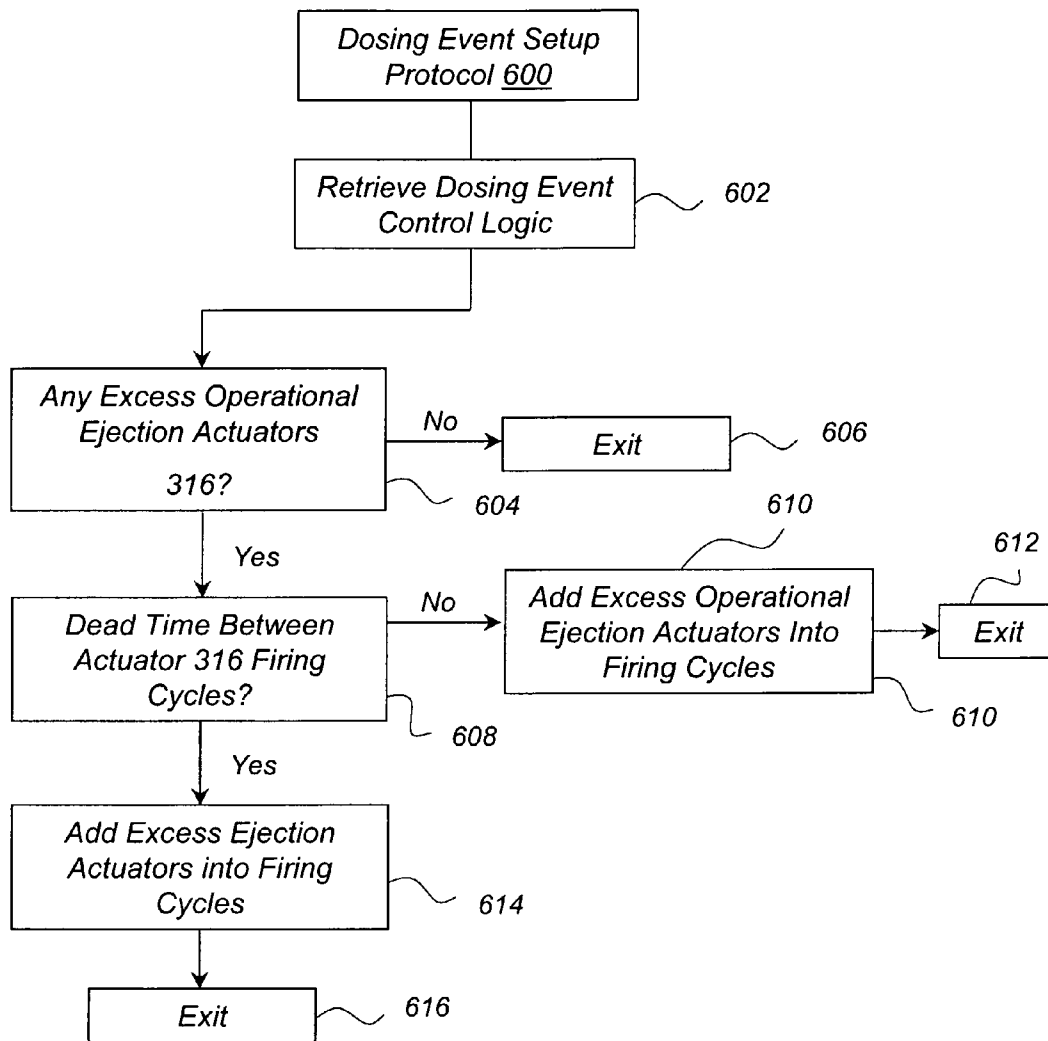 Dosing Event Setup
Protocol 600
Retrieve Dosing Event
Control Logic
602
Any Excess Operational
Ejection Actuators
316?
604
No
Exit
606
Yes
Dead Time Between
Actuator 316 Firing
Cycles?
608
No
610
Add Excess Operational
Ejection Actuators Into
Firing Cycles
610
612
Exit
Yes
Add Excess Ejection
Actuators into Firing
Cycles
614
Exit
616